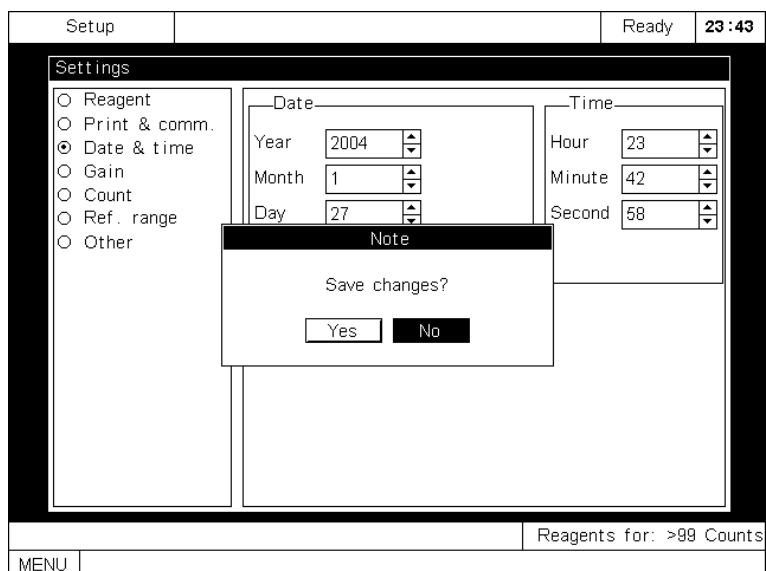 Setup Ready 23:43
Settings
Reagent
Print & comm.
Date & time
Gain
Count
Ref. range
Other
Date
Year 2004
Month 1
Day 27
Time
Hour 23
Minute 42
Second 58
Note
Save changes?
Yes No
Reagents for: >99 Counts
MENU